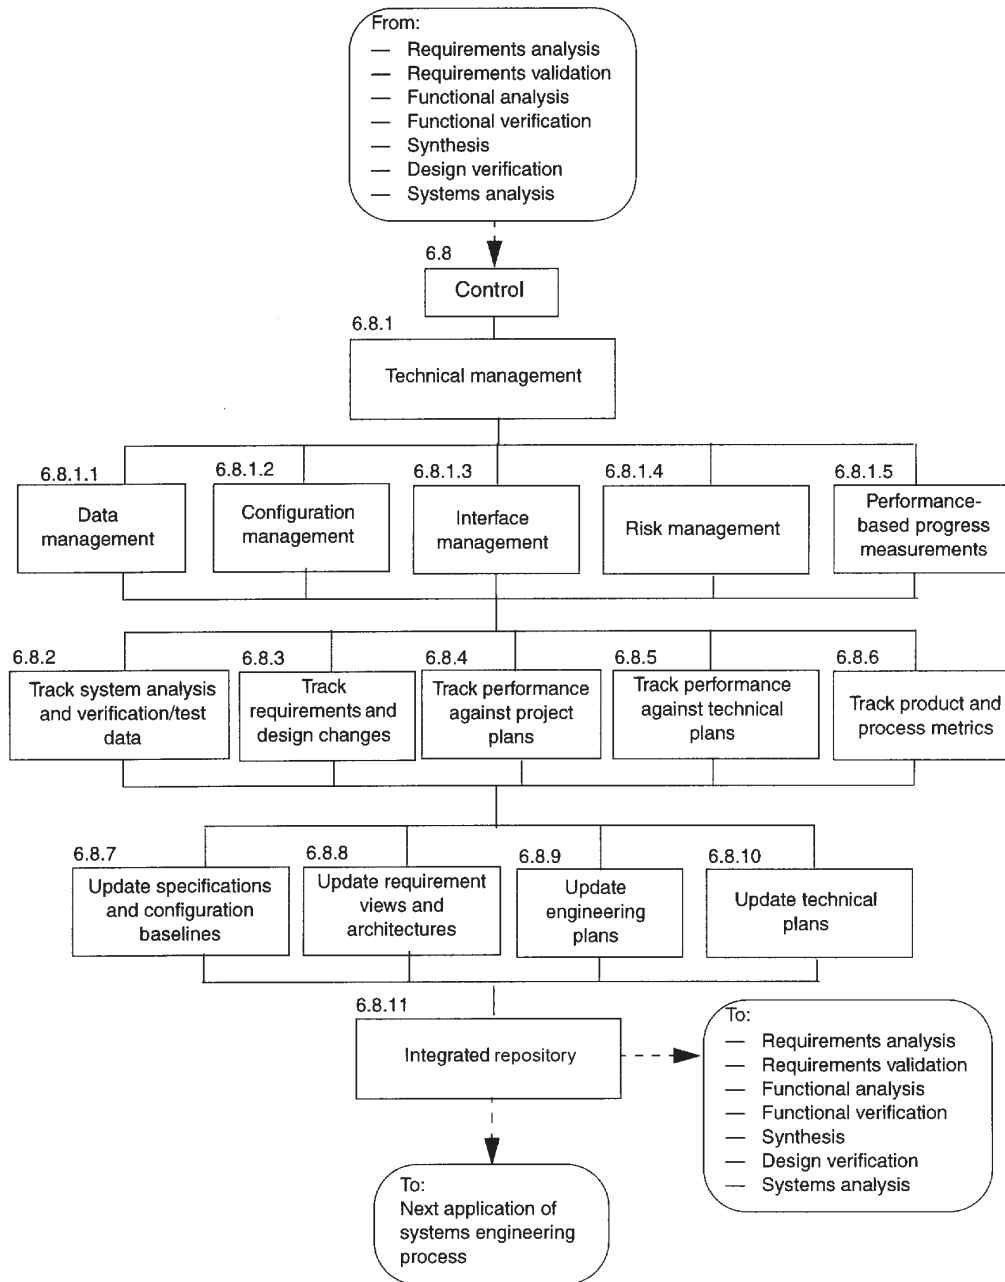 From:
— Requirements analysis
— Requirements validation
— Functional analysis
— Functional verification
— Synthesis
— Design verification
— Systems analysis
6.8
Control
6.8.1
Technical management
6.8.1.1
Data
management
6.8.1.2
Configuration
management
6.8.1.3
Interface
management
6.8.1.4
Risk management
6.8.1.5
Performance-
based progress
measurements
6.8.2
Track system analysis
and verification/test
data
6.8.3
Track
requirements and
design changes
6.8.4
Track performance
against project
plans
6.8.5
Track performance
against technical
plans
6.8.6
Track product and
process metrics
6.8.7
Update specifications
and configuration
baselines
6.8.8
Update requirement
views and
architectures
6.8.9
Update
engineering
plans
6.8.10
Update technical
plans
6.8.11
Integrated repository
To:
— Requirements analysis
— Requirements validation
— Functional analysis
— Functional verification
— Synthesis
— Design verification
— Systems analysis
To:
Next application of
systems engineering
process